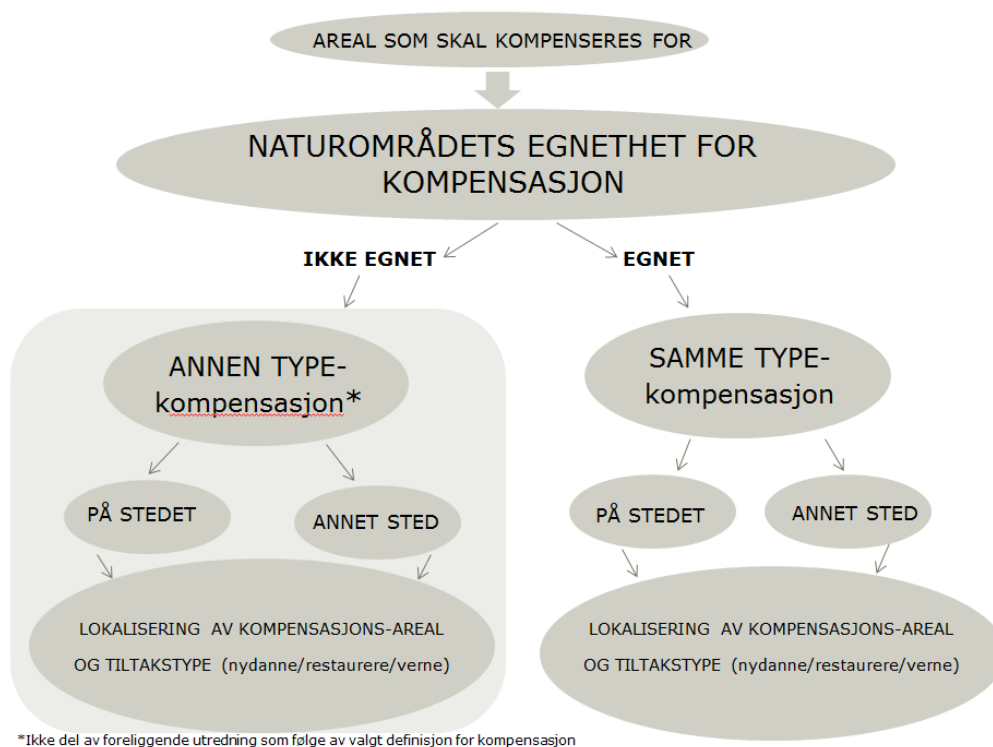 AREAL SOM SKAL KOMPENSERES FOR
NATUROMRÅDETS EGNETHET FOR
KOMPENSASJON
IKKE EGNET
EGNET
ANNEN TYPE-
kompensasjon*
SAMME TYPE-
kompensasjon
PÅ STEDET
ANNET STED
PÅ STEDET
ANNET STED
LOKALISERING AV KOMPENSASJONS-AREAL
OG TILTAKSTYPE (nydanne/restaurere/verne)
LOKALISERING AV KOMPENSASJONS-AREAL
OG TILTAKSTYPE (nydanne/restaurere/verne)
*Ikke del av foreliggende utredning som følge av valgt definisjon for kompensasjon